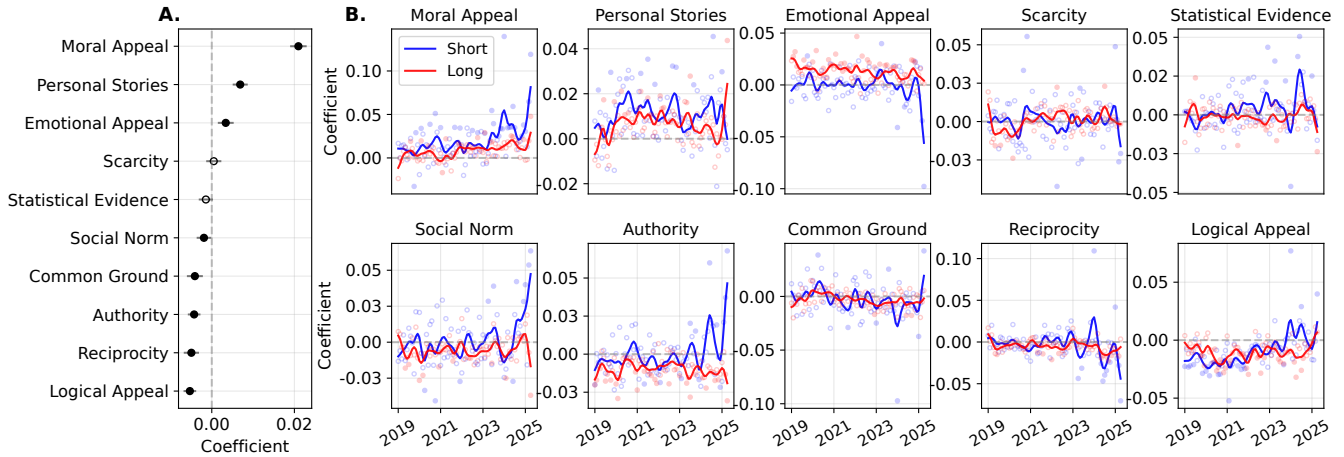 A.
Moral Appeal
Personal Stories
Emotional Appeal
Scarcity
Statistical Evidence
Social Norm
Common Ground
Authority
Reciprocity
Logical Appeal
0.00 0.02
Coefficient
B.
Moral Appeal
Short
Long
0.10
0.05
0.00
Coefficient
Personal Stories
0.04
0.02
0.00
-0.02
Emotional Appeal
0.05
0.00
-0.05
-0.10
Scarcity
0.05
0.03
0.00
-0.03
Statistical Evidence
0.05
0.02
0.00
-0.02
-0.05
Social Norm
0.05
0.03
0.00
-0.03
Coefficient
2019 2021 2023 2025
Authority
0.05
0.03
0.00
-0.03
2019 2021 2023 2025
Common Ground
0.00
-0.05
-0.10
2019 2021 2023 2025
Reciprocity
0.10
0.05
0.00
-0.05
2019 2021 2023 2025
Logical Appeal
0.05
0.03
0.00
-0.03
-0.05
2019 2021 2023 2025